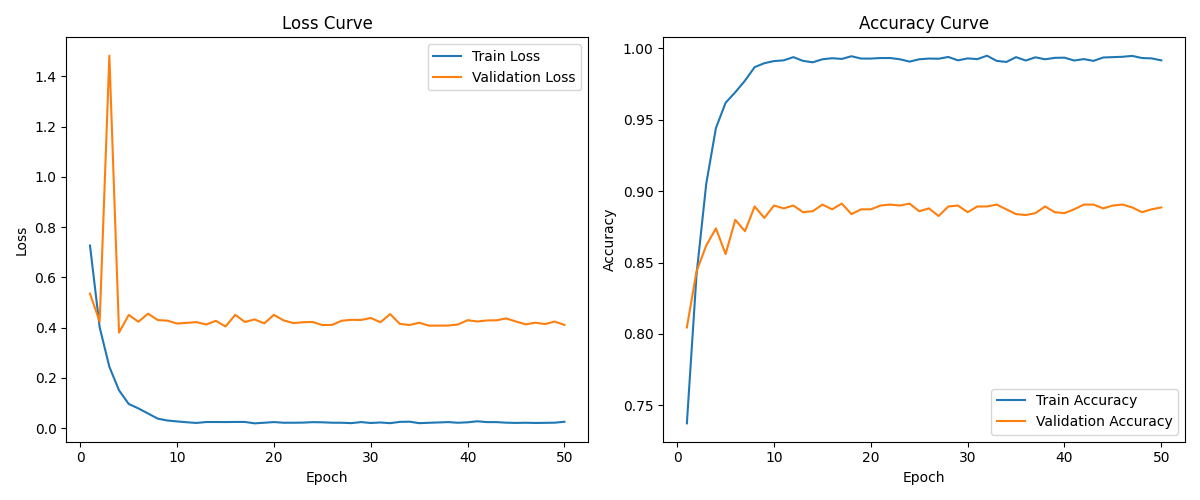 Loss Curve
Train Loss
Validation Loss
1.4
1.2
1.0
0.8
0.6
0.4
0.2
0.0
Loss
0
10
20
30
40
50
Epoch
Accuracy Curve
1.00
0.95
0.90
0.85
0.80
0.75
Accuracy
Train Accuracy
Validation Accuracy
0
10
20
30
40
50
Epoch